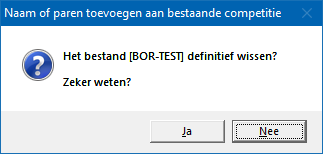 Naam of paren toevoegen aan bestaande competitie
Het bestand [BOR-TEST] definitief wissen?
Zeker weten?
Ja
Nee